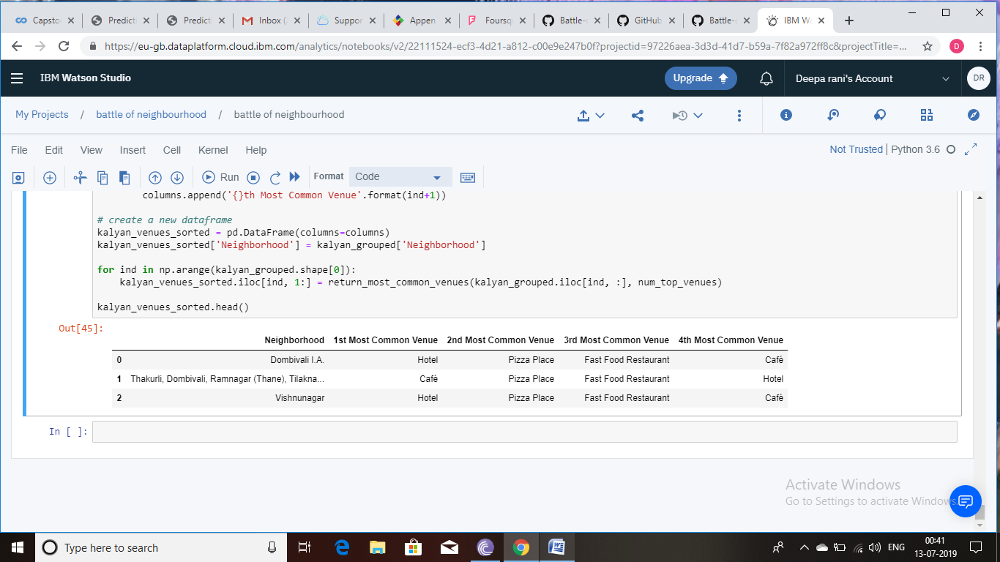 Capsto
Predicti
Predicti
Inbox (
Suppor
Appen
Foursq
Battle-
GitHub
Battle-
IBM W
https://eu-gb.dataplatform.cloud.ibm.com/analytics/notebooks/v2/22111524-ecf3-4d21-a812-c00e9e247b0f?projectid=97226aea-3d3d-41d7-b59a-7f82a972ff8c&projectTitle=...
D
IBM Watson Studio
Upgrade
Deepa rani's Account
DR
My Projects / battle of neighbourhood / battle of neighbourhood
File Edit View Insert Cell Kernel Help
Not Trusted | Python 3.6
Run
Format
Code
columns.append('{}th Most Common Venue'.format(ind+1))
# create a new dataframe
kalyan_venues_sorted = pd.DataFrame(columns=columns)
kalyan_venues_sorted['Neighborhood'] = kalyan_grouped['Neighborhood']
for ind in np.arange(kalyan_grouped.shape[0]):
kalyan_venues_sorted.iloc[ind, 1:] = return_most_common_venues(kalyan_grouped.iloc[ind, :], num_top_venues)
kalyan_venues_sorted.head()
Out[45]:
Neighborhood 1st Most Common Venue 2nd Most Common Venue 3rd Most Common Venue 4th Most Common Venue
0 Dombivali I.A. Hotel Pizza Place Fast Food Restaurant Café
1 Thakurli, Dombivali, Ramnagar (Thane), Tilakna... Café Pizza Place Fast Food Restaurant Hotel
2 Vishnunagar Hotel Pizza Place Fast Food Restaurant Café
In [ ]:
Activate Windows
Go to Settings to activate Windows.
Type here to search
ENG
00:41
13-07-2019